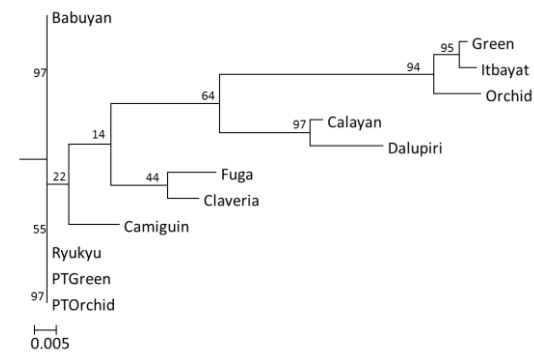 Babuyan
95 Green
97
94 Itbayat
64 Orchid
97 Calayan
14
Dalupiri
22 44 Fuga
Claveria
55 Camiguin
Ryukyu
PTGreen
97 PTOrchid
0.005